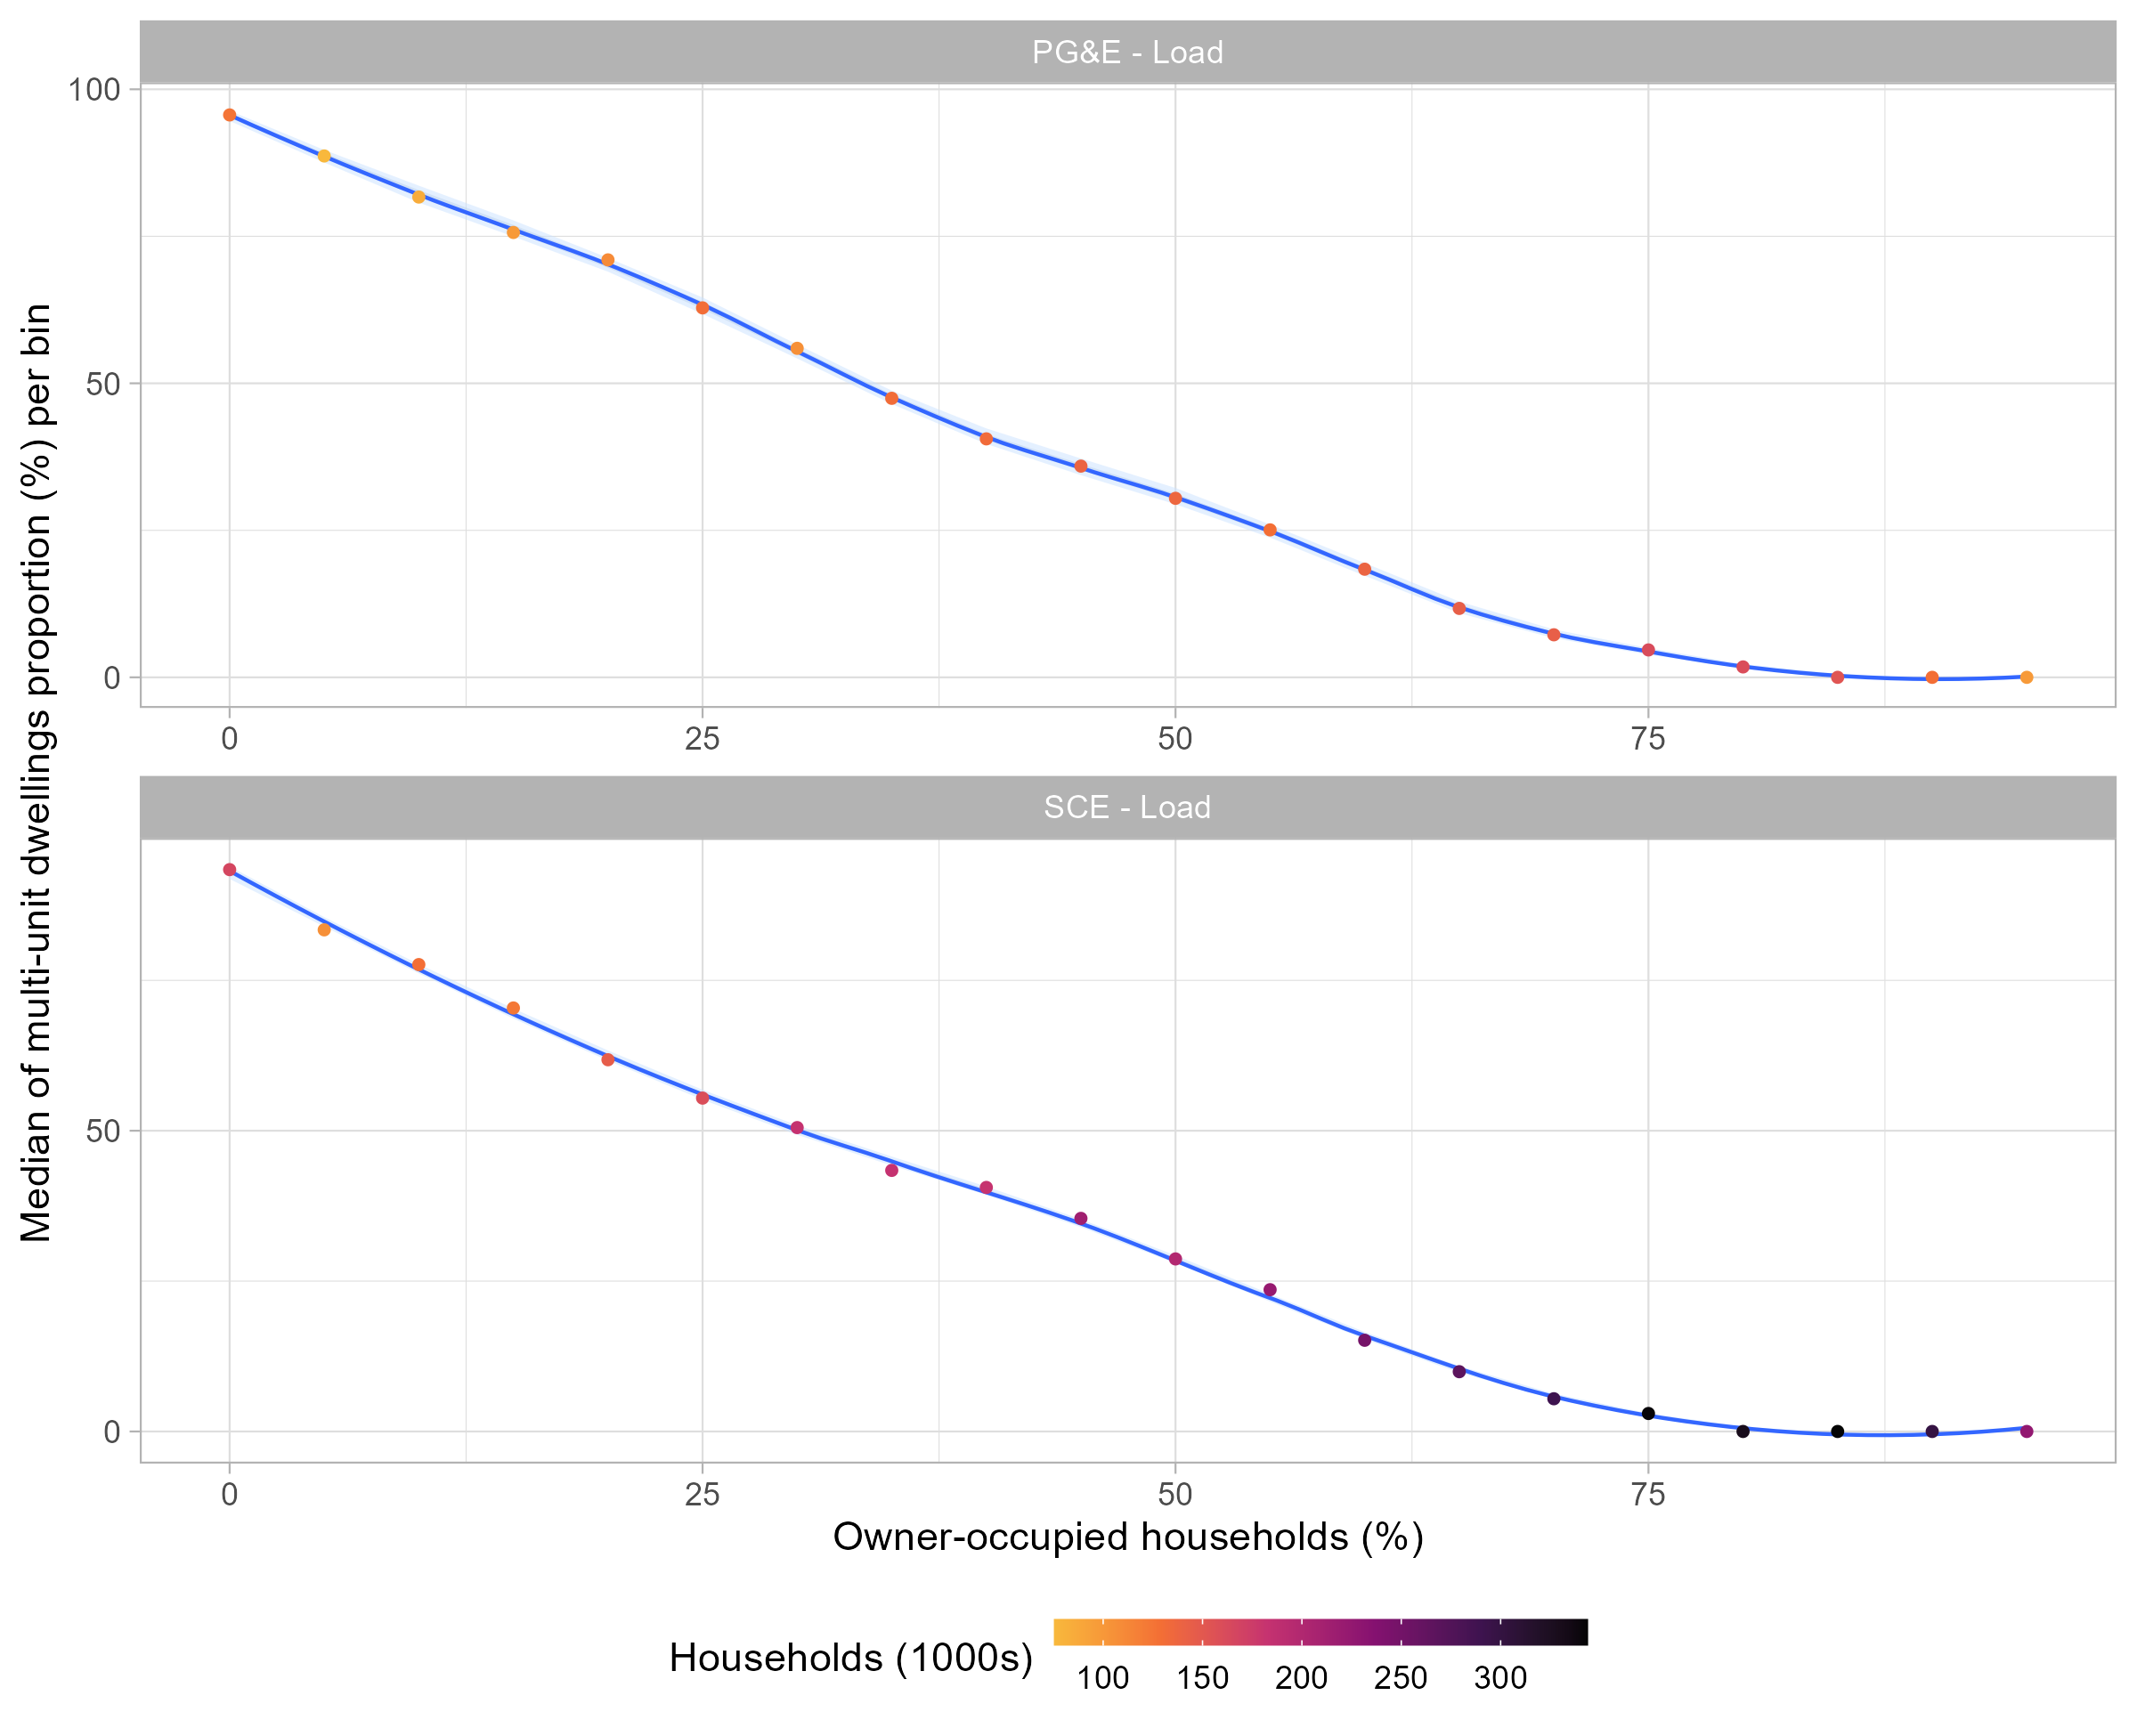 PG&E - Load
100
50
0
0 25 50 75
SCE - Load
50
0
0 25 50 75
Median of multi-unit dwellings proportion (%) per bin
Owner-occupied households (%)
Households (1000s)
100 150 200 250 300